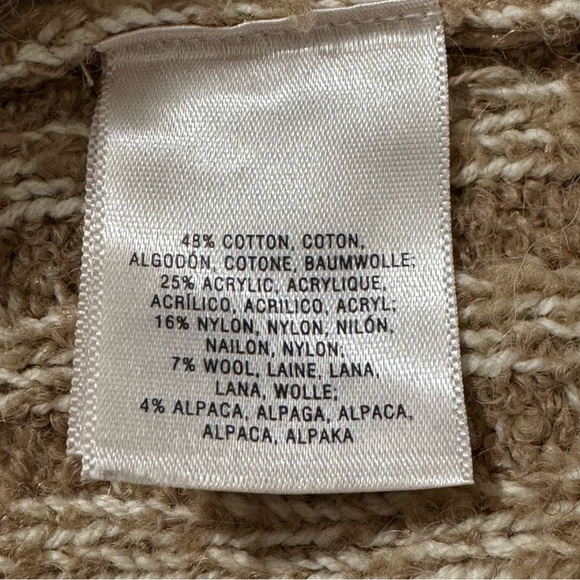 48% COTTON, COTON,
ALGODÓN, COTONE, BAUMWOLLE;
25% ACRYLIC, ACRYLIQUE,
ACRÍLICO, ACRILICO, ACRYL;
16% NYLON, NYLON, NILÓN,
NAILON, NYLON;
7% WOOL, LAINE, LANA,
LANA, WOLLE;
4% ALPACA, ALPAGA, ALPACA,
ALPACA, ALPAKA